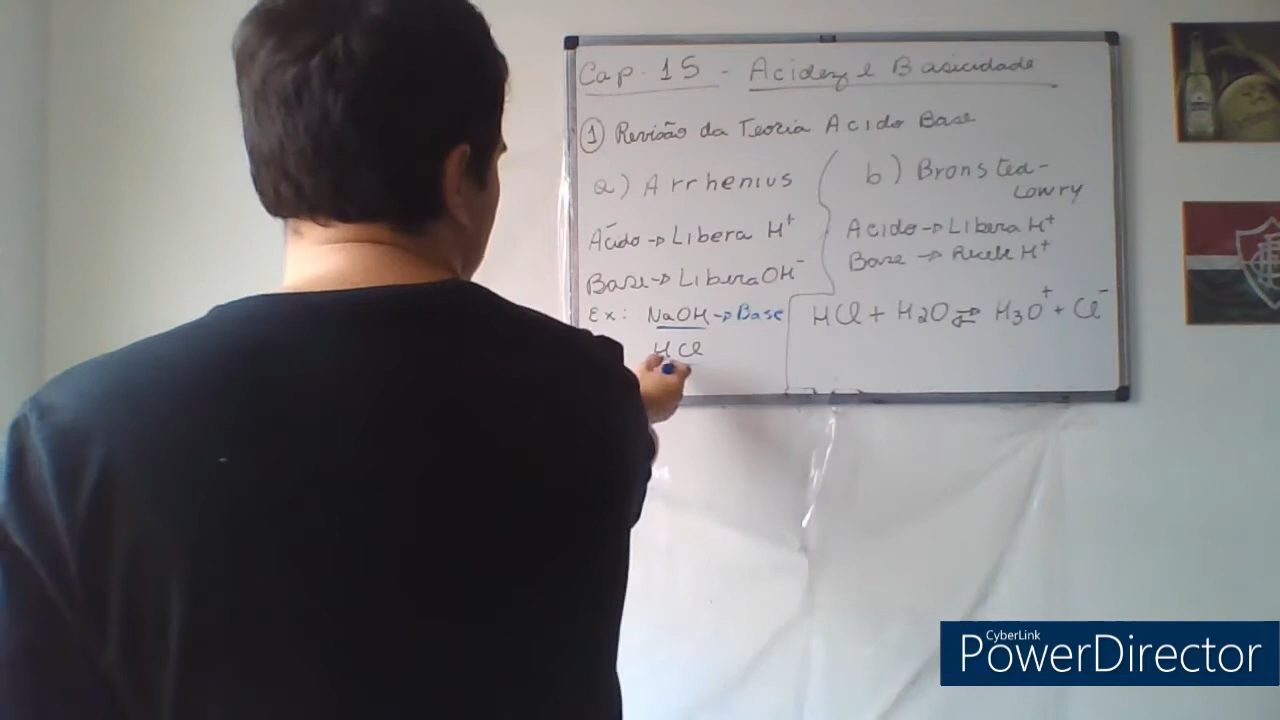 Cap. 15 - Acidez e Basicidade
① Revisão da Teoria Acido Base
a) Arrhenius
Ácido → Libera H⁺
Base → Libera OH⁻
Ex: NaOH → Base
HCl
b) Bronsted-
Lowry
Acido → Libera H⁺
Base → Recebe H⁺
HCl + H2O ⇌ H3O⁺ + Cl⁻
CyberLink
PowerDirector